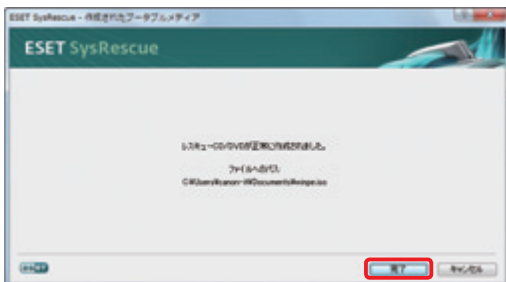 ESET SysRescue - 作成されたブータブルメディア
ESET SysRescue
レスキューCD/DVDが正常に作成されました。
ファイルへのパス:
完了
キャンセル